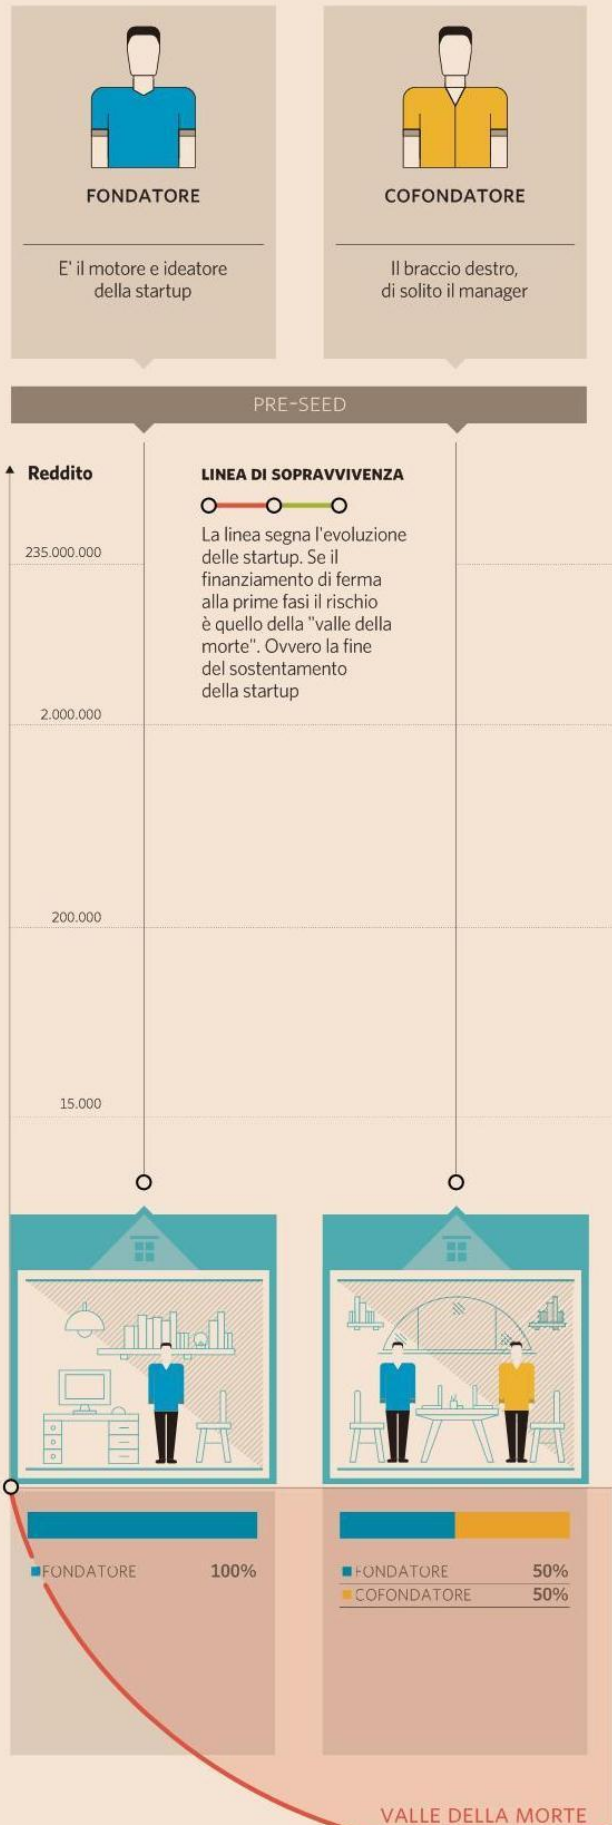 FONDATORE
E' il motore e ideatore
della startup
COFONDATORE
Il braccio destro,
di solito il manager
PRE-SEED
Reddito
LINEA DI SOPRAVVIVENZA
La linea segna l'evoluzione
delle startup. Se il
finanziamento di ferma
alla prime fasi il rischio
è quello della "valle della
morte". Ovvero la fine
del sostentamento
della startup
235.000.000
2.000.000
200.000
15.000
FONDATORE 100%
FONDATORE 50%
COFONDATORE 50%
VALLE DELLA MORTE